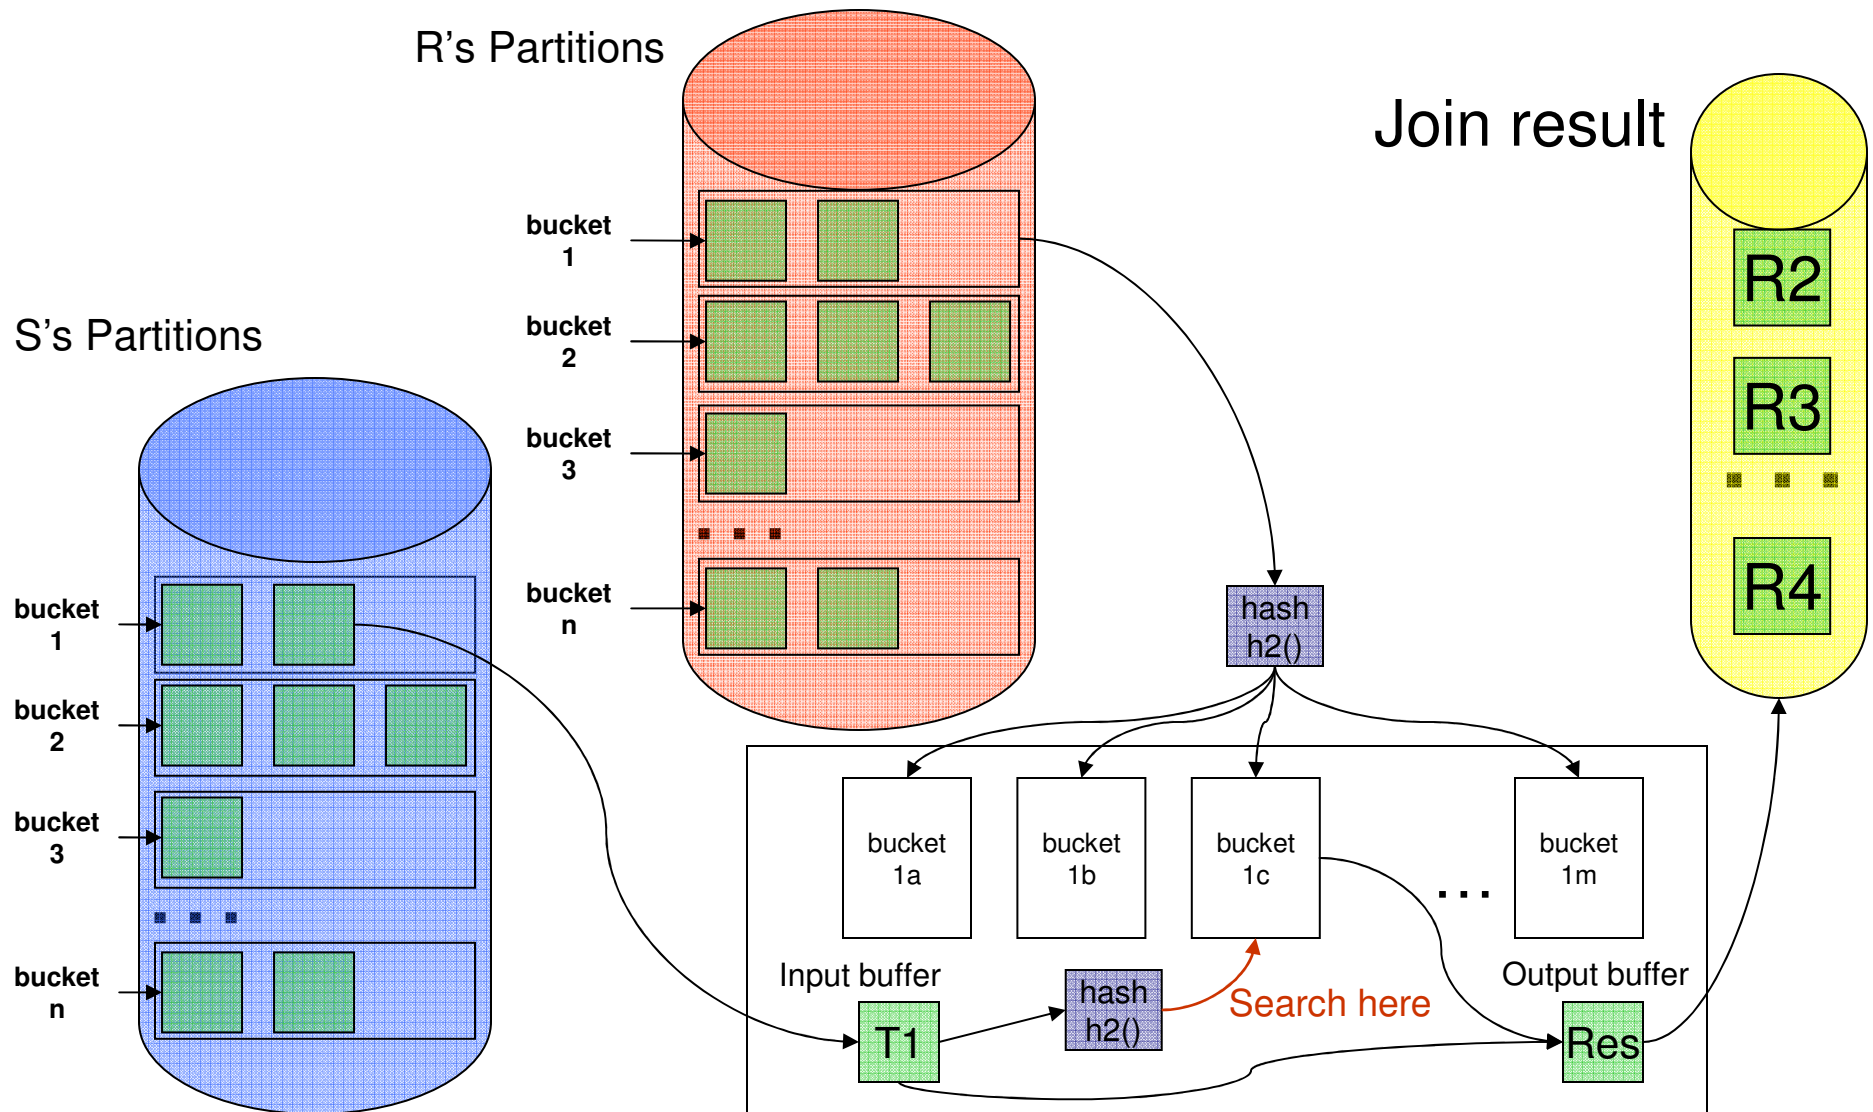 R's Partitions
Join result
bucket
1
bucket
2
bucket
3
bucket
n
R2
R3
R4
S's Partitions
bucket
1
bucket
2
bucket
3
bucket
n
hash
h2()
bucket
1a
bucket
1b
bucket
1c
...
bucket
1m
Input buffer
T1
hash
h2()
Search here
Output buffer
Res